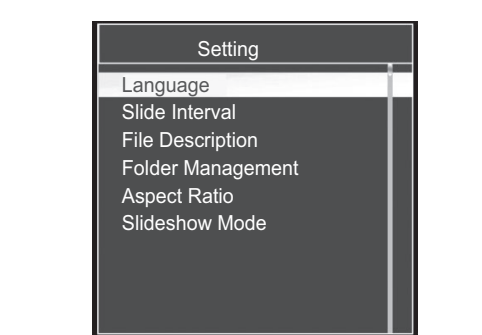 Setting
Language
Slide Interval
File Description
Folder Management
Aspect Ratio
Slideshow Mode